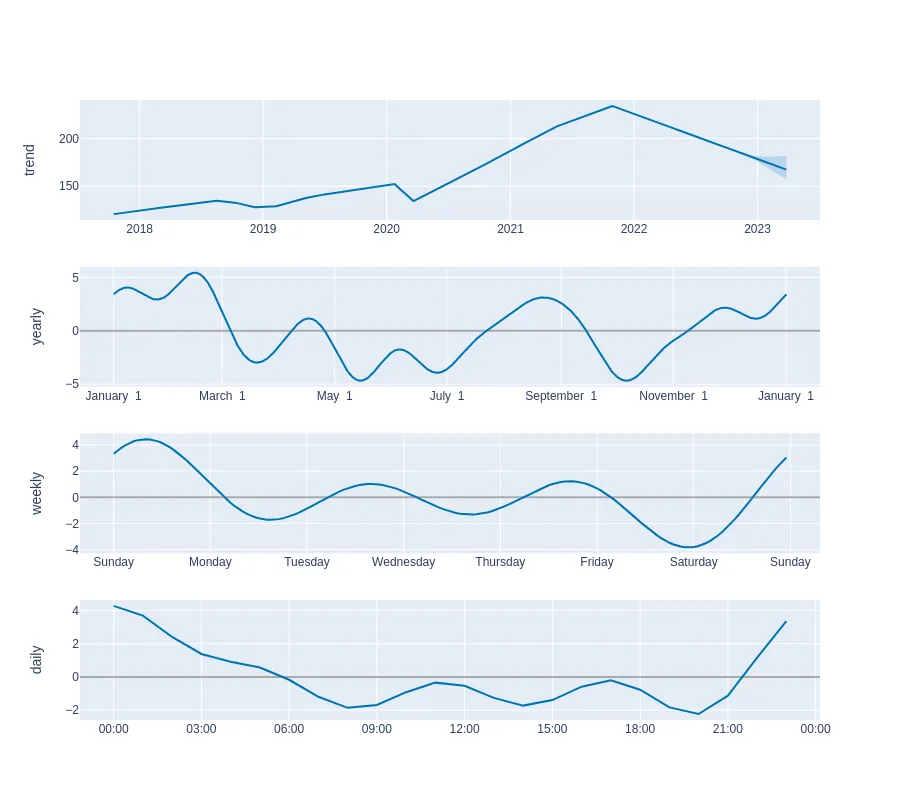 trend
200
150
2018 2019 2020 2021 2022 2023
yearly
5
0
−5
January 1 March 1 May 1 July 1 September 1 November 1 January 1
weekly
4
2
0
−2
−4
Sunday Monday Tuesday Wednesday Thursday Friday Saturday Sunday
daily
4
2
0
−2
00:00 03:00 06:00 09:00 12:00 15:00 18:00 21:00 00:00